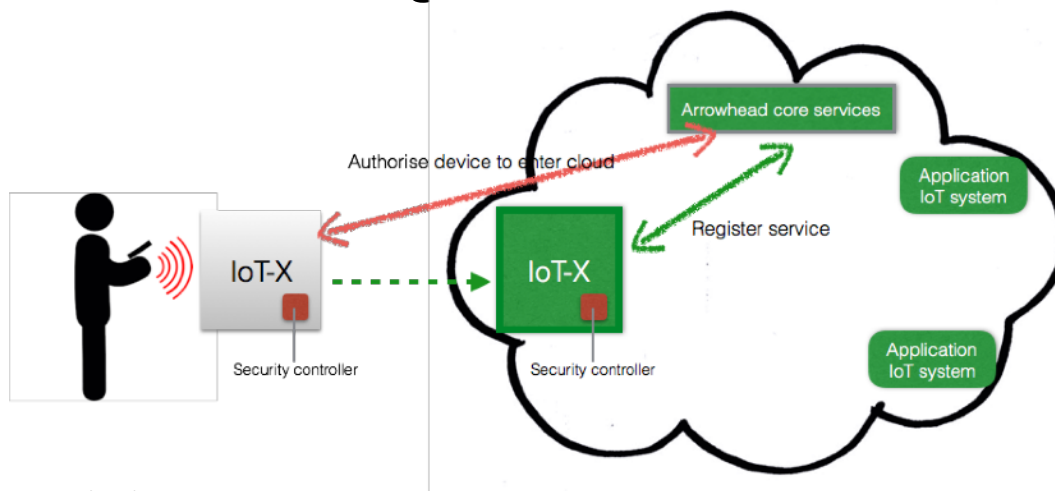 Arrowhead core services
Authorise device to enter cloud
Application
IoT system
Register service
IoT-X
IoT-X
Security controller
Security controller
Application
IoT system